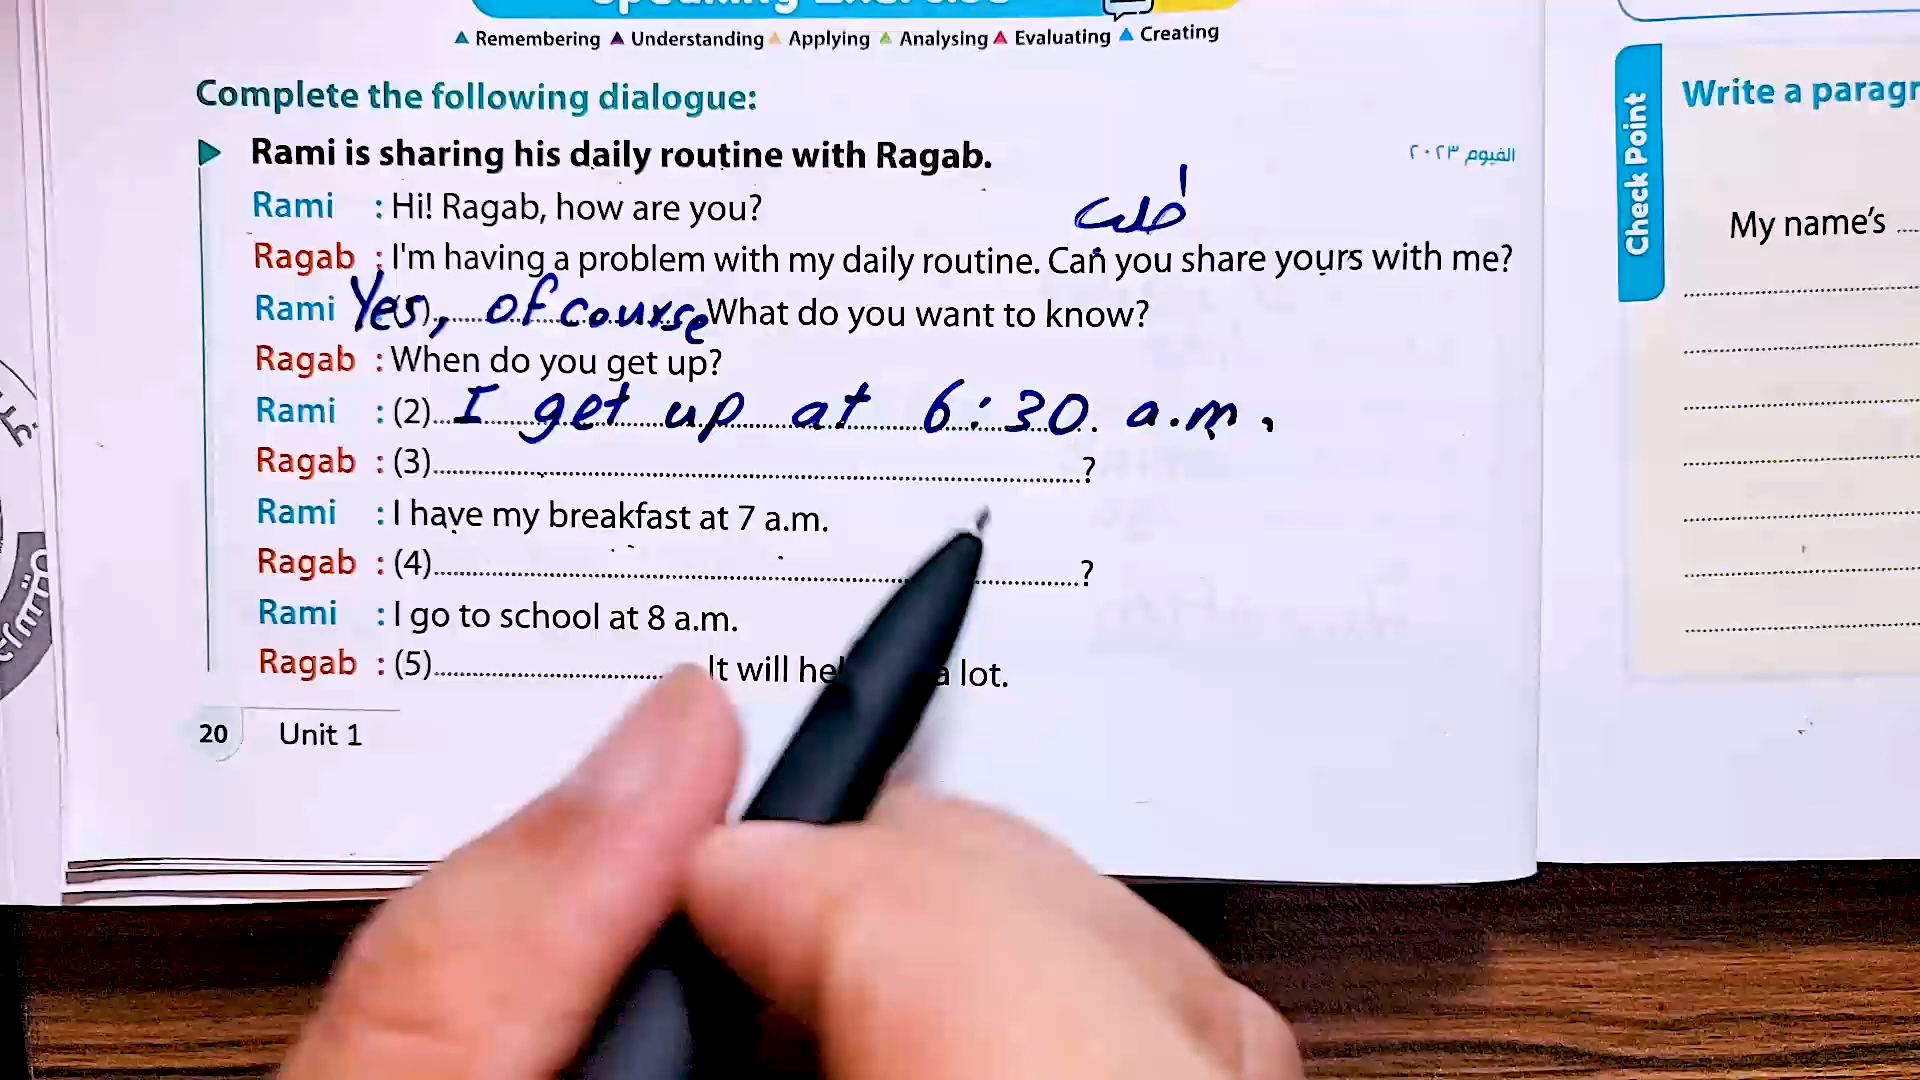 Speaking Exercise
Remembering Understanding Applying Analysing Evaluating Creating
Complete the following dialogue:
Rami is sharing his daily routine with Ragab.
الفيوم ٢٠٢٣
Rami : Hi! Ragab, how are you?
طلب
Ragab : I'm having a problem with my daily routine. Can you share yours with me?
Rami Yes, of course What do you want to know?
Ragab : When do you get up?
Rami : (2) I get up at 6:30 a.m.
Ragab : (3) ?
Rami : I have my breakfast at 7 a.m.
Ragab : (4) ?
Rami : I go to school at 8 a.m.
Ragab : (5) It will a lot.
20 Unit 1
Check Point
Write a paragr
My name's